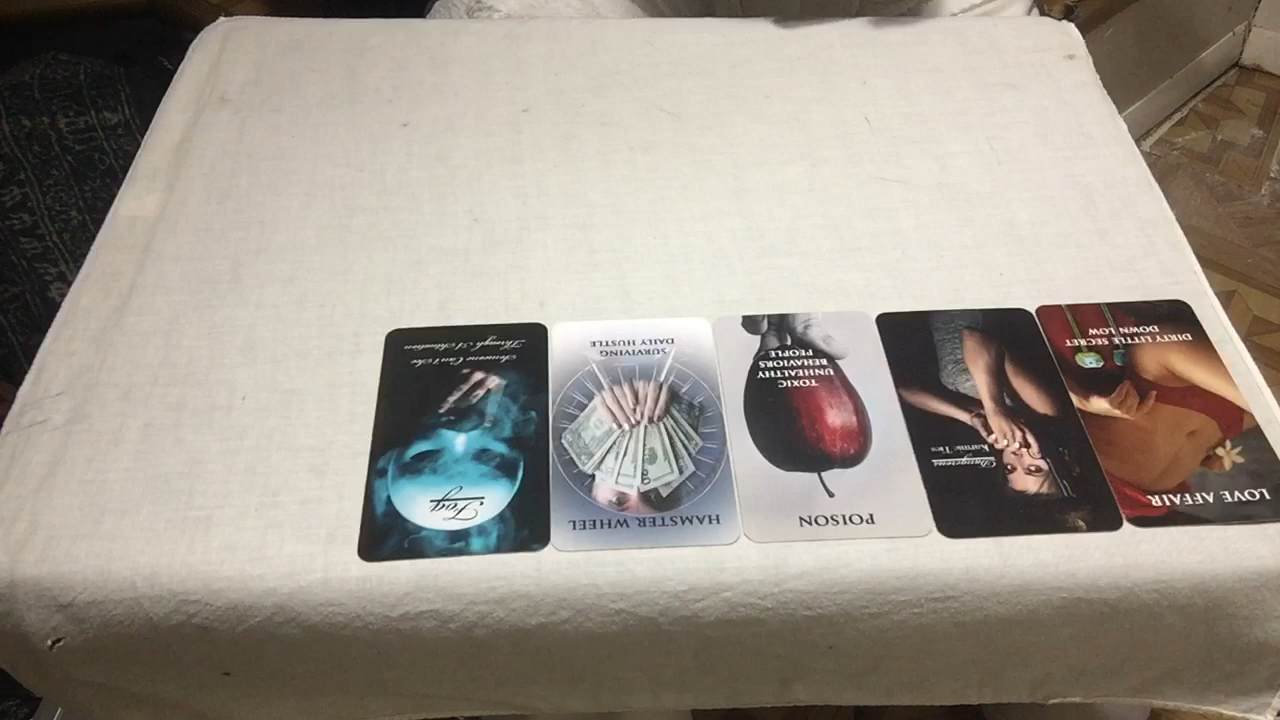 LOVE AFFAIR
DIRTY LITTLE SECRET
DOWN LOW
Dangerous
Karmic Ties
POISON
TOXIC
UNHEALTHY
BEHAVIORS
PEOPLE
HAMSTER WHEEL
SURVIVING
DAILY HUSTLE
Fog
Someone Can't See
Through A Situation